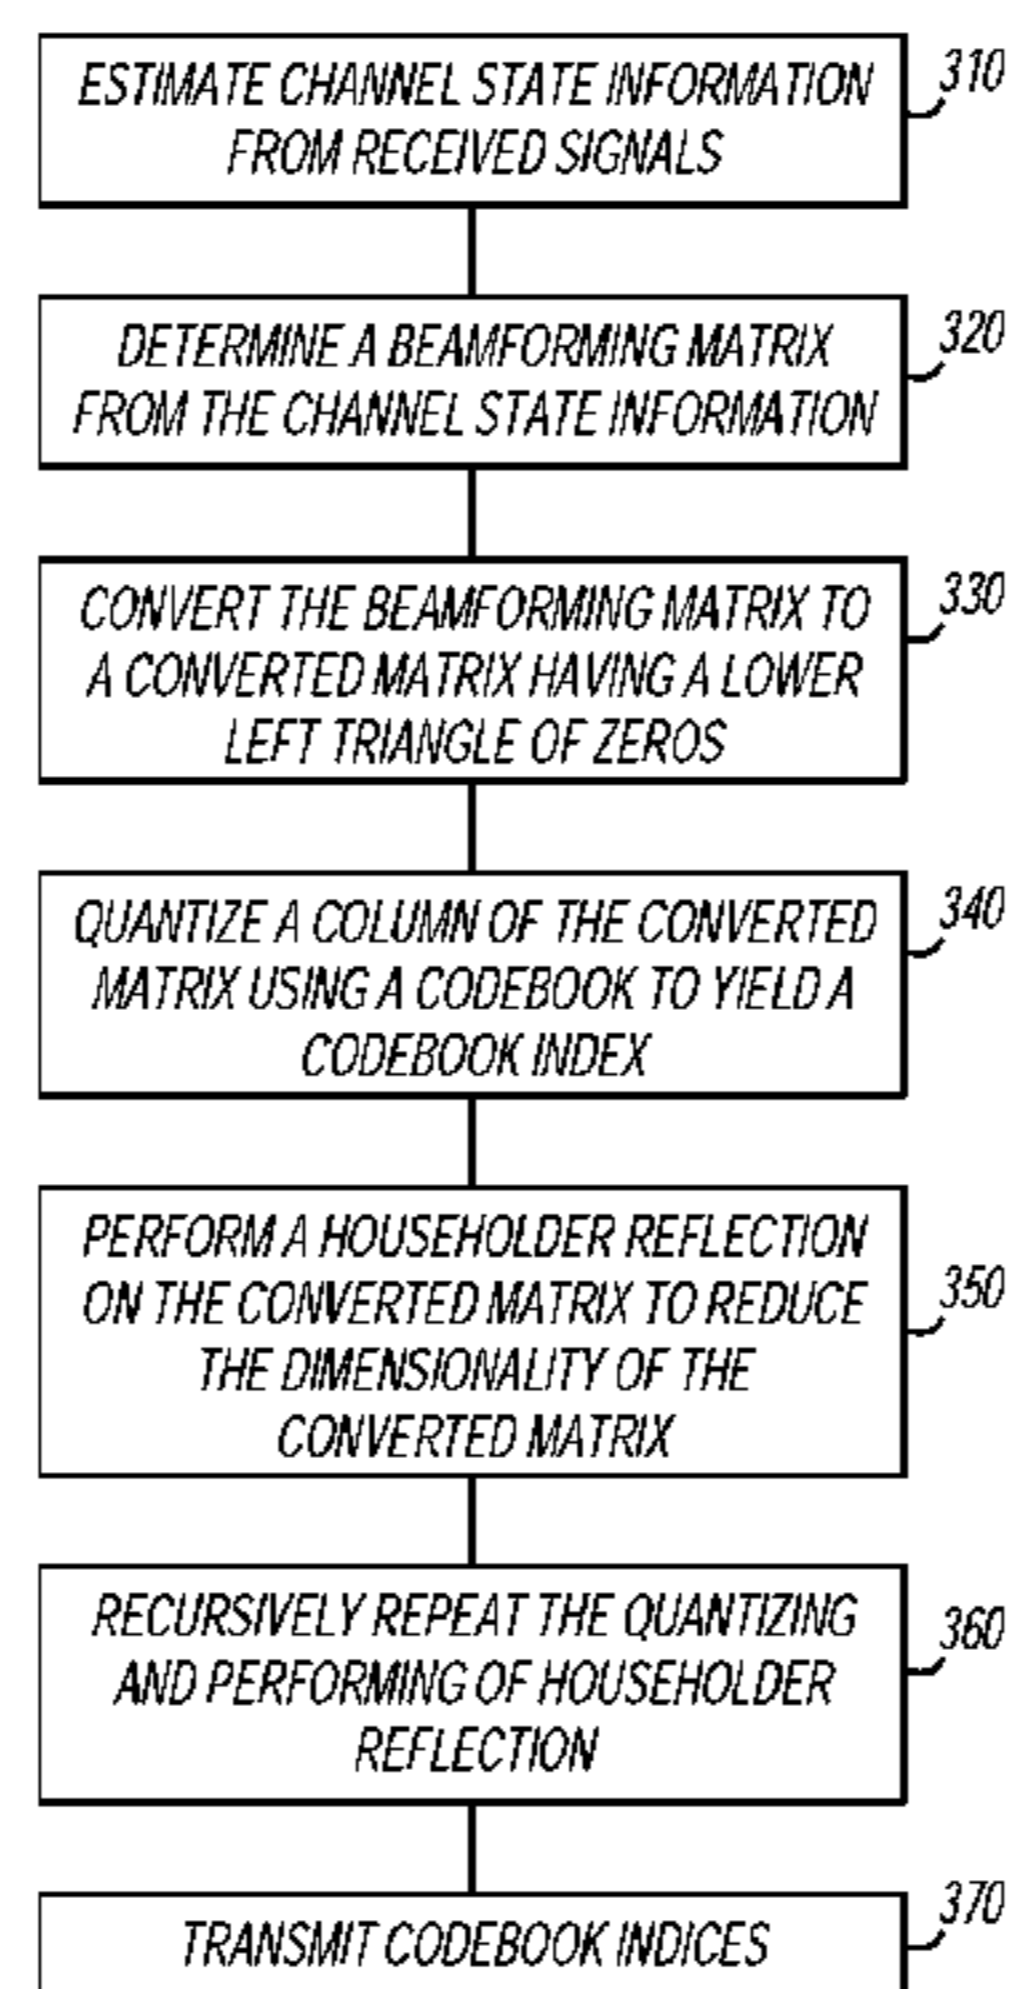 ESTIMATE CHANNEL STATE INFORMATION
FROM RECEIVED SIGNALS
310
DETERMINE A BEAMFORMING MATRIX
FROM THE CHANNEL STATE INFORMATION
320
CONVERT THE BEAMFORMING MATRIX TO
A CONVERTED MATRIX HAVING A LOWER
LEFT TRIANGLE OF ZEROS
330
QUANTIZE A COLUMN OF THE CONVERTED
MATRIX USING A CODEBOOK TO YIELD A
CODEBOOK INDEX
340
PERFORM A HOUSEHOLDER REFLECTION
ON THE CONVERTED MATRIX TO REDUCE
THE DIMENSIONALITY OF THE
CONVERTED MATRIX
350
RECURSIVELY REPEAT THE QUANTIZING
AND PERFORMING OF HOUSEHOLDER
REFLECTION
360
TRANSMIT CODEBOOK INDICES
370